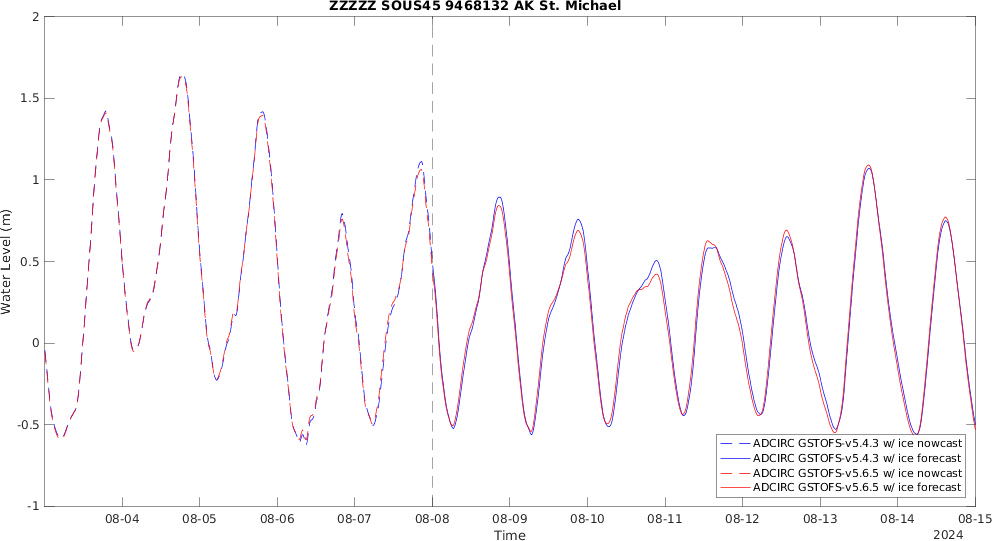 ZZZZZ SOUS45 9468132 AK St. Michael
2
1.5
1
0.5
0
-0.5
-1
Water Level (m)
08-04 08-05 08-06 08-07 08-08 08-09 08-10 08-11 08-12 08-13 08-14 08-15
Time
2024
ADCIRC GSTOFS-v5.4.3 w/ ice nowcast
ADCIRC GSTOFS-v5.4.3 w/ ice forecast
ADCIRC GSTOFS-v5.6.5 w/ ice nowcast
ADCIRC GSTOFS-v5.6.5 w/ ice forecast